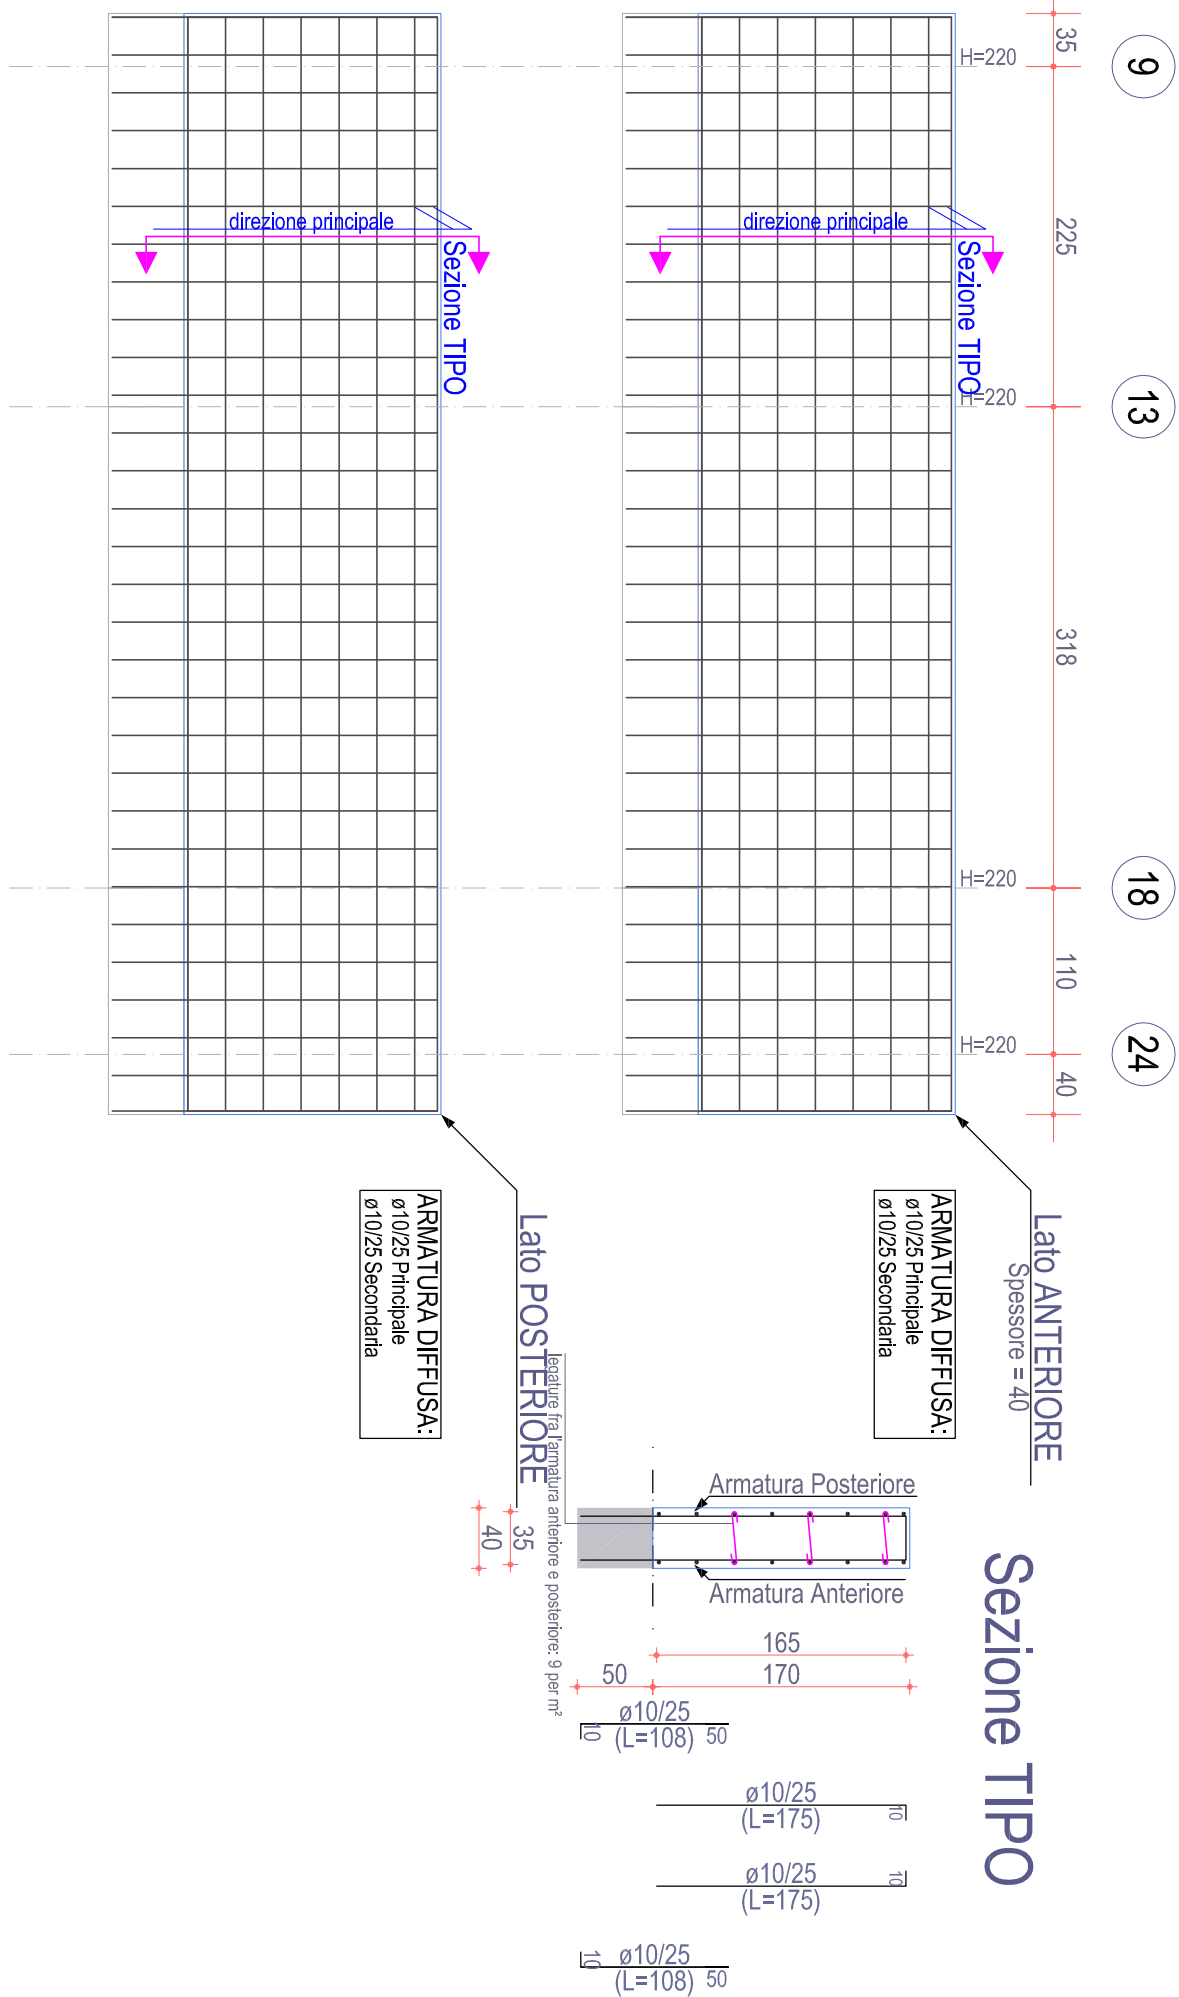 9
13
18
24
35
225
318
110
40
H=220
H=220
H=220
H=220
direzione principale
Sezione TIPO
direzione principale
Sezione TIPO
Lato ANTERIORE
Spessore = 40
ARMATURA DIFFUSA:
ø10/25 Principale
ø10/25 Secondaria
Lato POSTERIORE
ARMATURA DIFFUSA:
ø10/25 Principale
ø10/25 Secondaria
legature fra l'armatura anteriore e posteriore: 9 per m²
Sezione TIPO
Armatura Posteriore
Armatura Anteriore
35
40
165
50
170
ø10/25
(L=108)
10
50
ø10/25
(L=175)
10
ø10/25
(L=175)
10
ø10/25
(L=108)
10
50